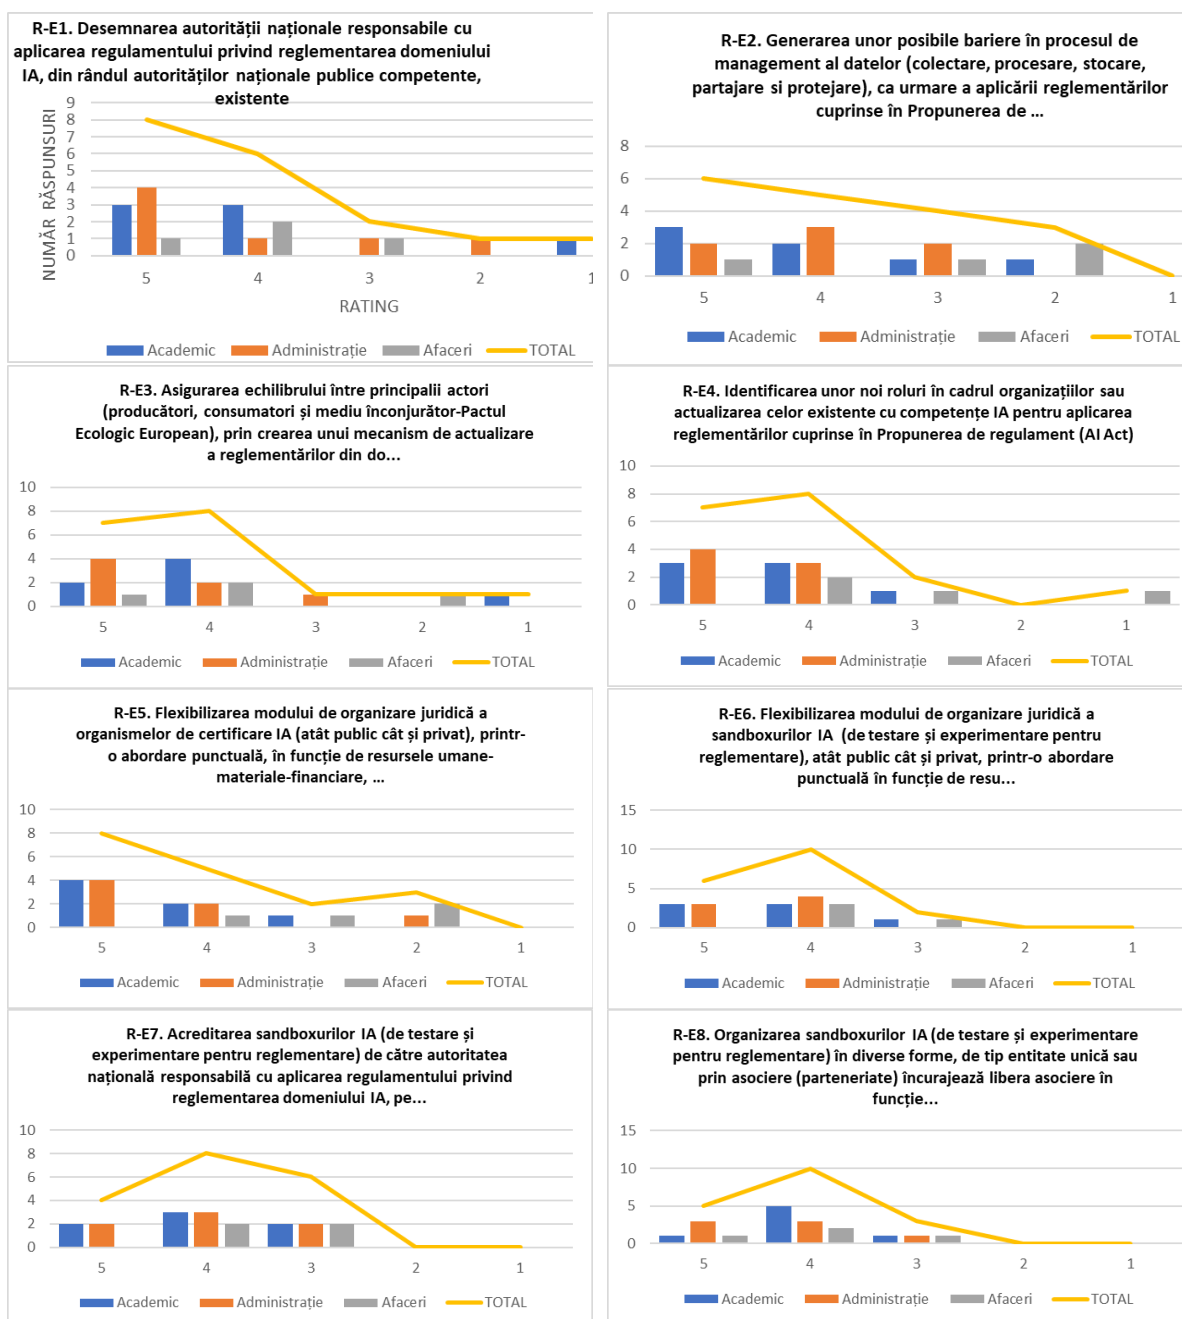 R-E1. Desemnarea autorității naționale responsabile cu
aplicarea regulamentului privind reglementarea domeniului
IA, din rândul autorităților naționale publice competente,
existente
NUMĂR RĂSPUNSURI
9
8
7
6
5
4
3
2
1
0
5 4 3 2 1
RATING
Academic Administrație Afaceri TOTAL
R-E2. Generarea unor posibile bariere în procesul de
management al datelor (colectare, procesare, stocare,
partajare si protejare), ca urmare a aplicării reglementărilor
cuprinse în Propunerea de ...
8
6
4
2
0
5 4 3 2 1
Academic Administrație Afaceri TOTAL
R-E3. Asigurarea echilibrului între principalii actori
(producători, consumatori și mediu înconjurător-Pactul
Ecologic European), prin crearea unui mecanism de actualizare
a reglementărilor din do...
10
8
6
4
2
0
5 4 3 2 1
Academic Administrație Afaceri TOTAL
R-E4. Identificarea unor noi roluri în cadrul organizațiilor sau
actualizarea celor existente cu competențe IA pentru aplicarea
reglementărilor cuprinse în Propunerea de regulament (AI Act)
10
8
6
4
2
0
5 4 3 2 1
Academic Administrație Afaceri TOTAL
R-E5. Flexibilizarea modului de organizare juridică a
organismelor de certificare IA (atât public cât și privat), printr-
o abordare punctuală, în funcție de resursele umane-
materiale-financiare, ...
10
8
6
4
2
0
5 4 3 2 1
Academic Administrație Afaceri TOTAL
R-E6. Flexibilizarea modului de organizare juridică a
sandboxurilor IA (de testare și experimentare pentru
reglementare), atât public cât și privat, printr-o abordare
punctuală în funcție de resu...
15
10
5
0
5 4 3 2 1
Academic Administrație Afaceri TOTAL
R-E7. Acreditarea sandboxurilor IA (de testare și
experimentare pentru reglementare) de către autoritatea
națională responsabilă cu aplicarea regulamentului privind
reglementarea domeniului IA, pe...
10
8
6
4
2
0
5 4 3 2 1
Academic Administrație Afaceri TOTAL
R-E8. Organizarea sandboxurilor IA (de testare și experimentare
pentru reglementare) în diverse forme, de tip entitate unică sau
prin asociere (parteneriate) încurajează libera asociere în
funcție...
15
10
5
0
5 4 3 2 1
Academic Administrație Afaceri TOTAL